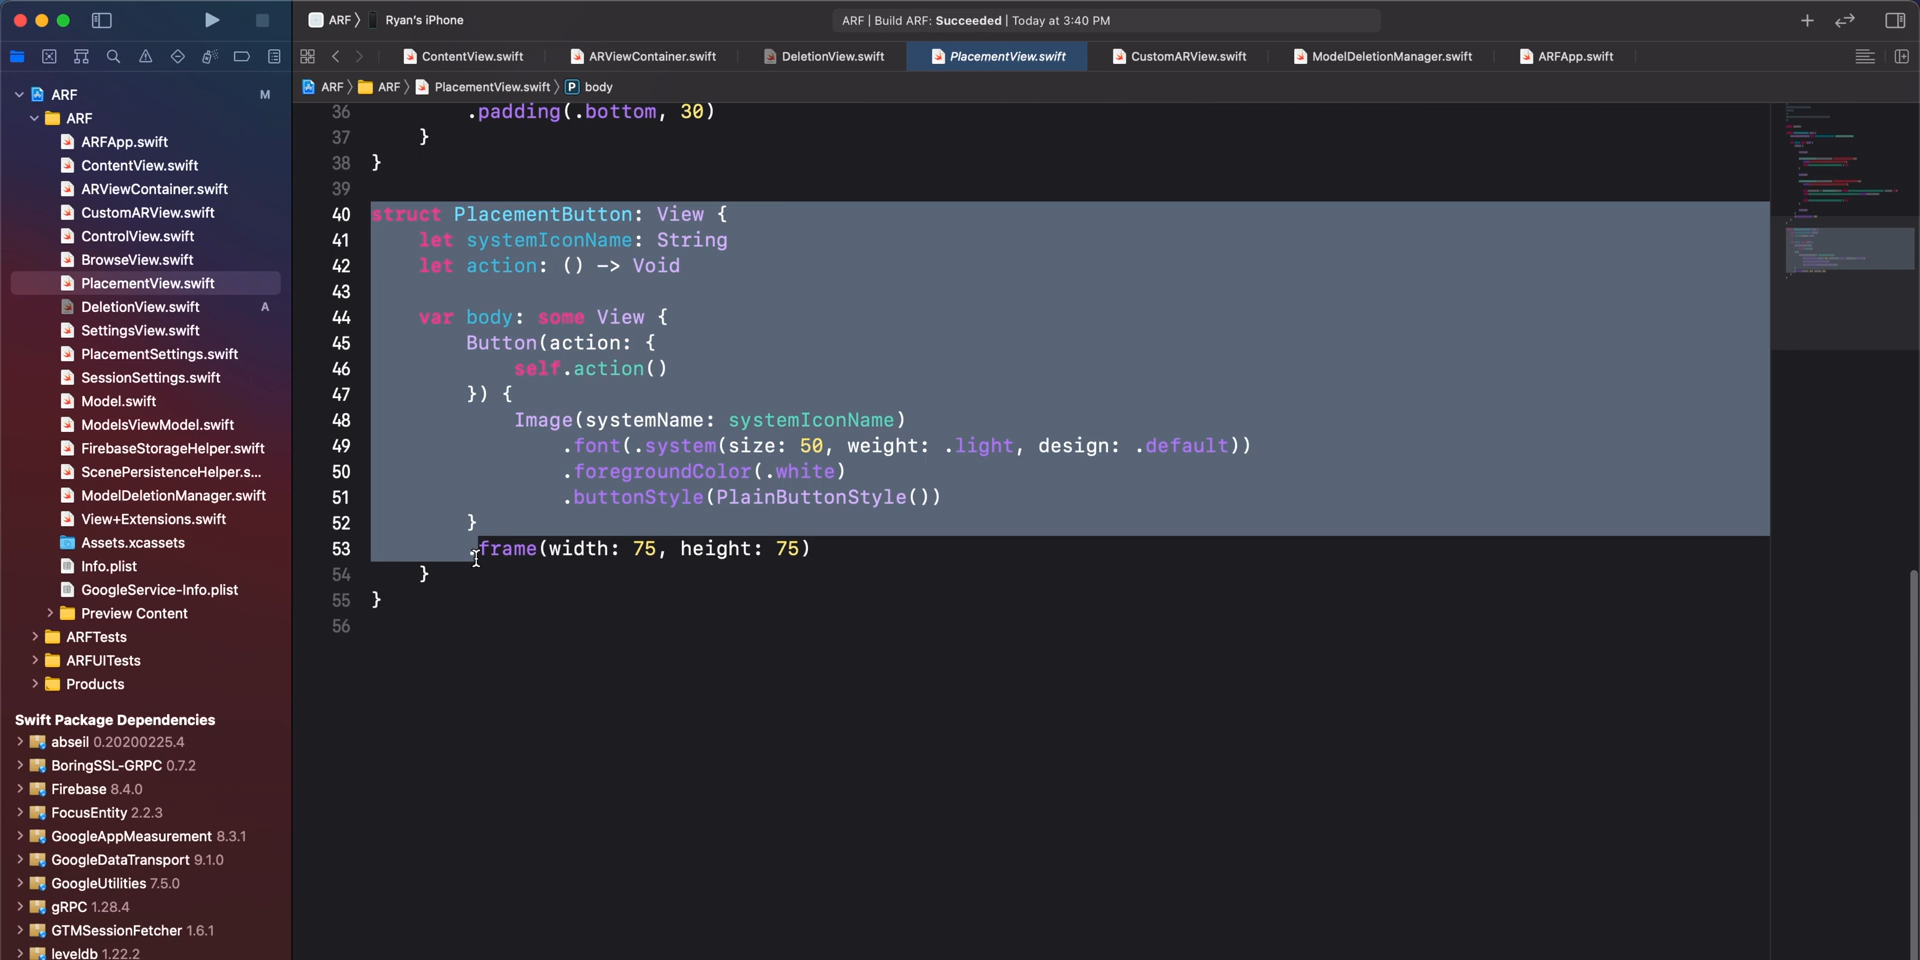 ARF
Ryan's iPhone
ARF | Build ARF: Succeeded | Today at 3:40 PM
ContentView.swift
ARViewContainer.swift
DeletionView.swift
PlacementView.swift
CustomARView.swift
ModelDeletionManager.swift
ARFApp.swift
ARF
ARF
PlacementView.swift
P
body
ARF M
ARF
ARFApp.swift
ContentView.swift
ARViewContainer.swift
CustomARView.swift
ControlView.swift
BrowseView.swift
PlacementView.swift
DeletionView.swift A
SettingsView.swift
PlacementSettings.swift
SessionSettings.swift
Model.swift
ModelsViewModel.swift
FirebaseStorageHelper.swift
ScenePersistenceHelper.s...
ModelDeletionManager.swift
View+Extensions.swift
Assets.xcassets
Info.plist
GoogleService-Info.plist
Preview Content
ARFTests
ARFUITests
Products
Swift Package Dependencies
abseil 0.20200225.4
BoringSSL-GRPC 0.7.2
Firebase 8.4.0
FocusEntity 2.2.3
GoogleAppMeasurement 8.3.1
GoogleDataTransport 9.1.0
GoogleUtilities 7.5.0
gRPC 1.28.4
GTMSessionFetcher 1.6.1
leveldb 1.22.2
36 .padding(.bottom, 30)
37 }
38 }
39
40 struct PlacementButton: View {
41 let systemIconName: String
42 let action: () -> Void
43
44 var body: some View {
45 Button(action: {
46 self.action()
47 }) {
48 Image(systemName: systemIconName)
49 .font(.system(size: 50, weight: .light, design: .default))
50 .foregroundColor(.white)
51 .buttonStyle(PlainButtonStyle())
52 }
53 .frame(width: 75, height: 75)
54 }
55 }
56